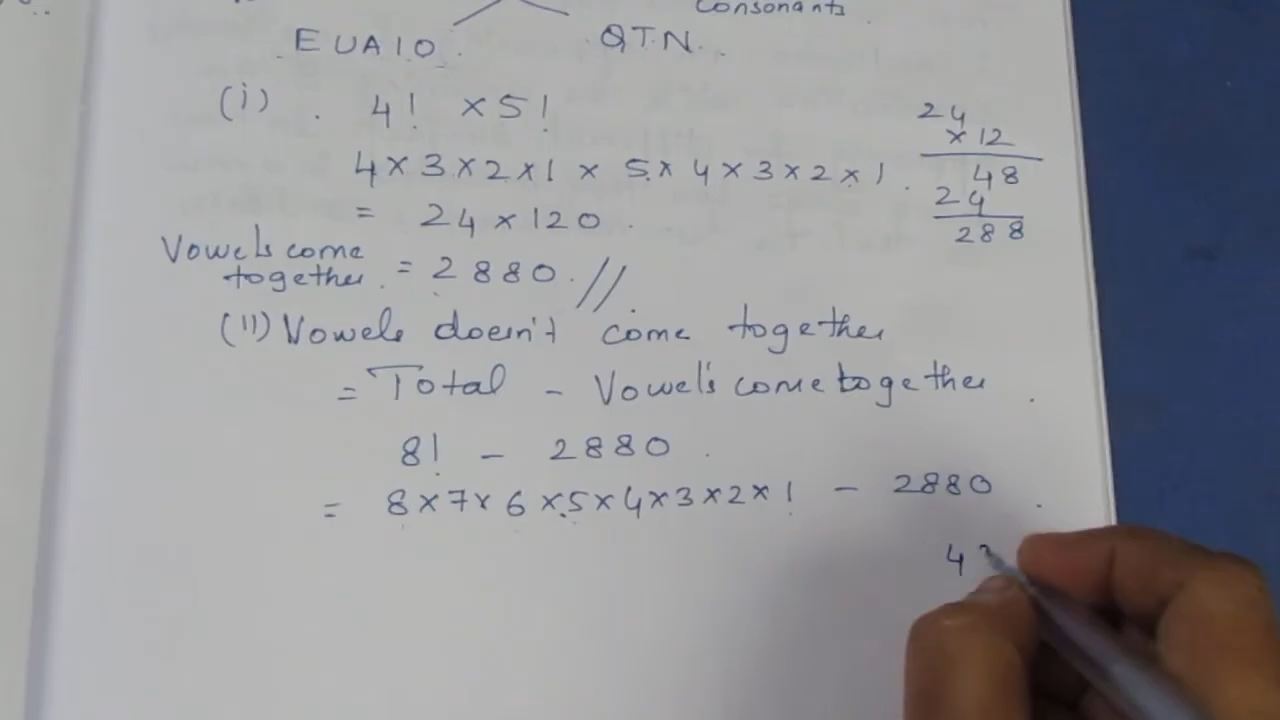 Consonants
EUAIO. QTN.
(i) . 4! × 5!
4 × 3 × 2 × 1 × 5 × 4 × 3 × 2 × 1.
= 24 × 120.
Vowels come together. = 2880. //
(II) Vowels doesn't come together
= Total - Vowel's come together
8! - 2880.
= 8 × 7 × 6 × 5 × 4 × 3 × 2 × 1 - 2880
24
× 12
48
24
288
4